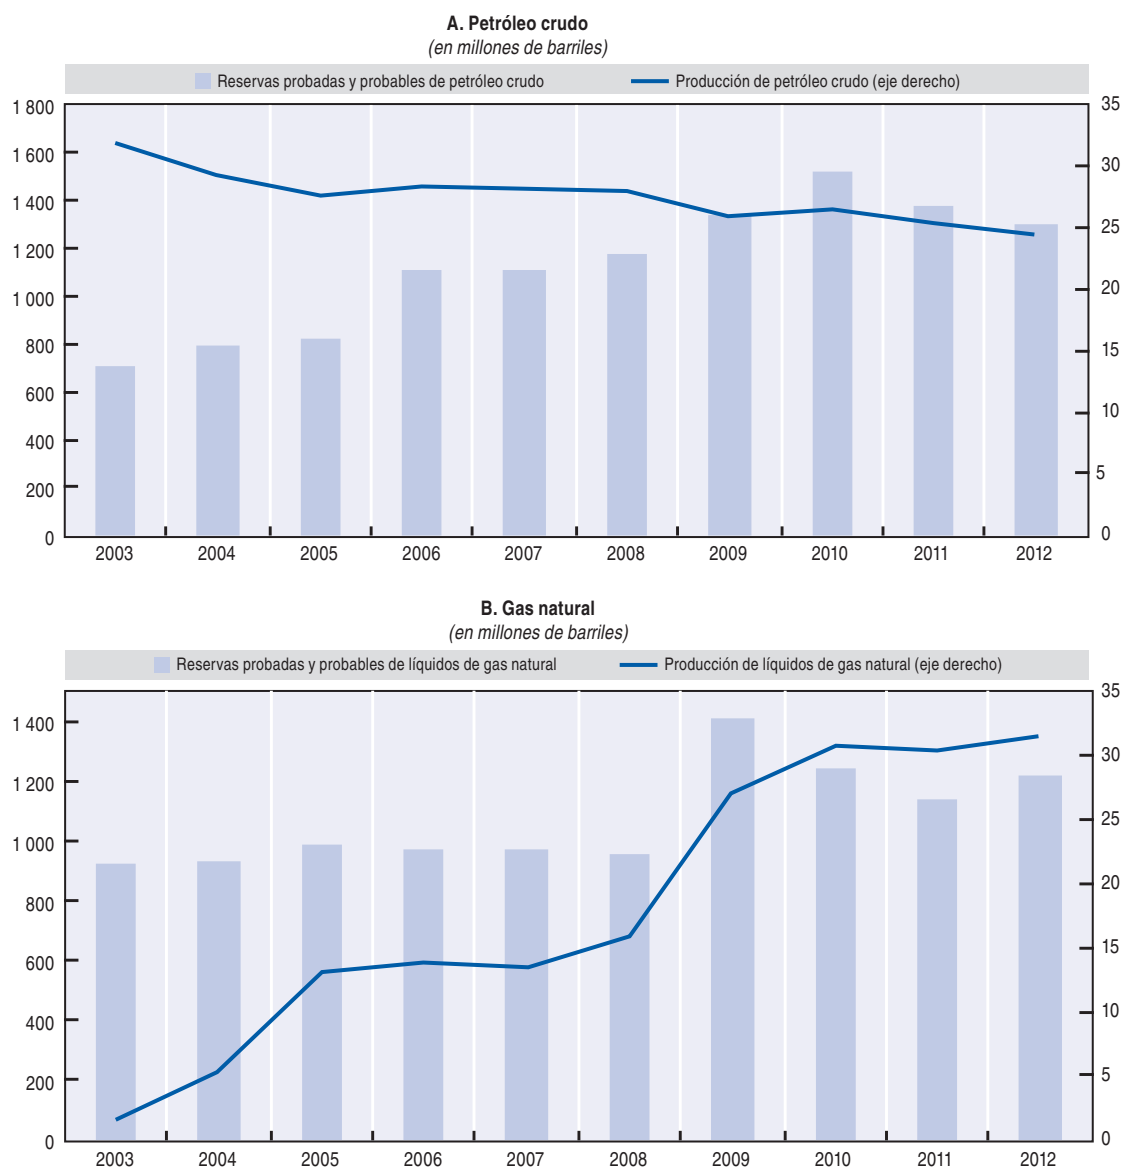 A. Petróleo crudo
(en millones de barriles)
Reservas probadas y probables de petróleo crudo Producción de petróleo crudo (eje derecho)
1 800 35
1 600 30
1 400 25
1 200 20
1 000 15
800 10
600 5
400 0
200
0
2003 2004 2005 2006 2007 2008 2009 2010 2011 2012
B. Gas natural
(en millones de barriles)
Reservas probadas y probables de líquidos de gas natural Producción de líquidos de gas natural (eje derecho)
1 400 35
1 200 30
1 000 25
800 20
600 15
400 10
200 5
0 0
2003 2004 2005 2006 2007 2008 2009 2010 2011 2012